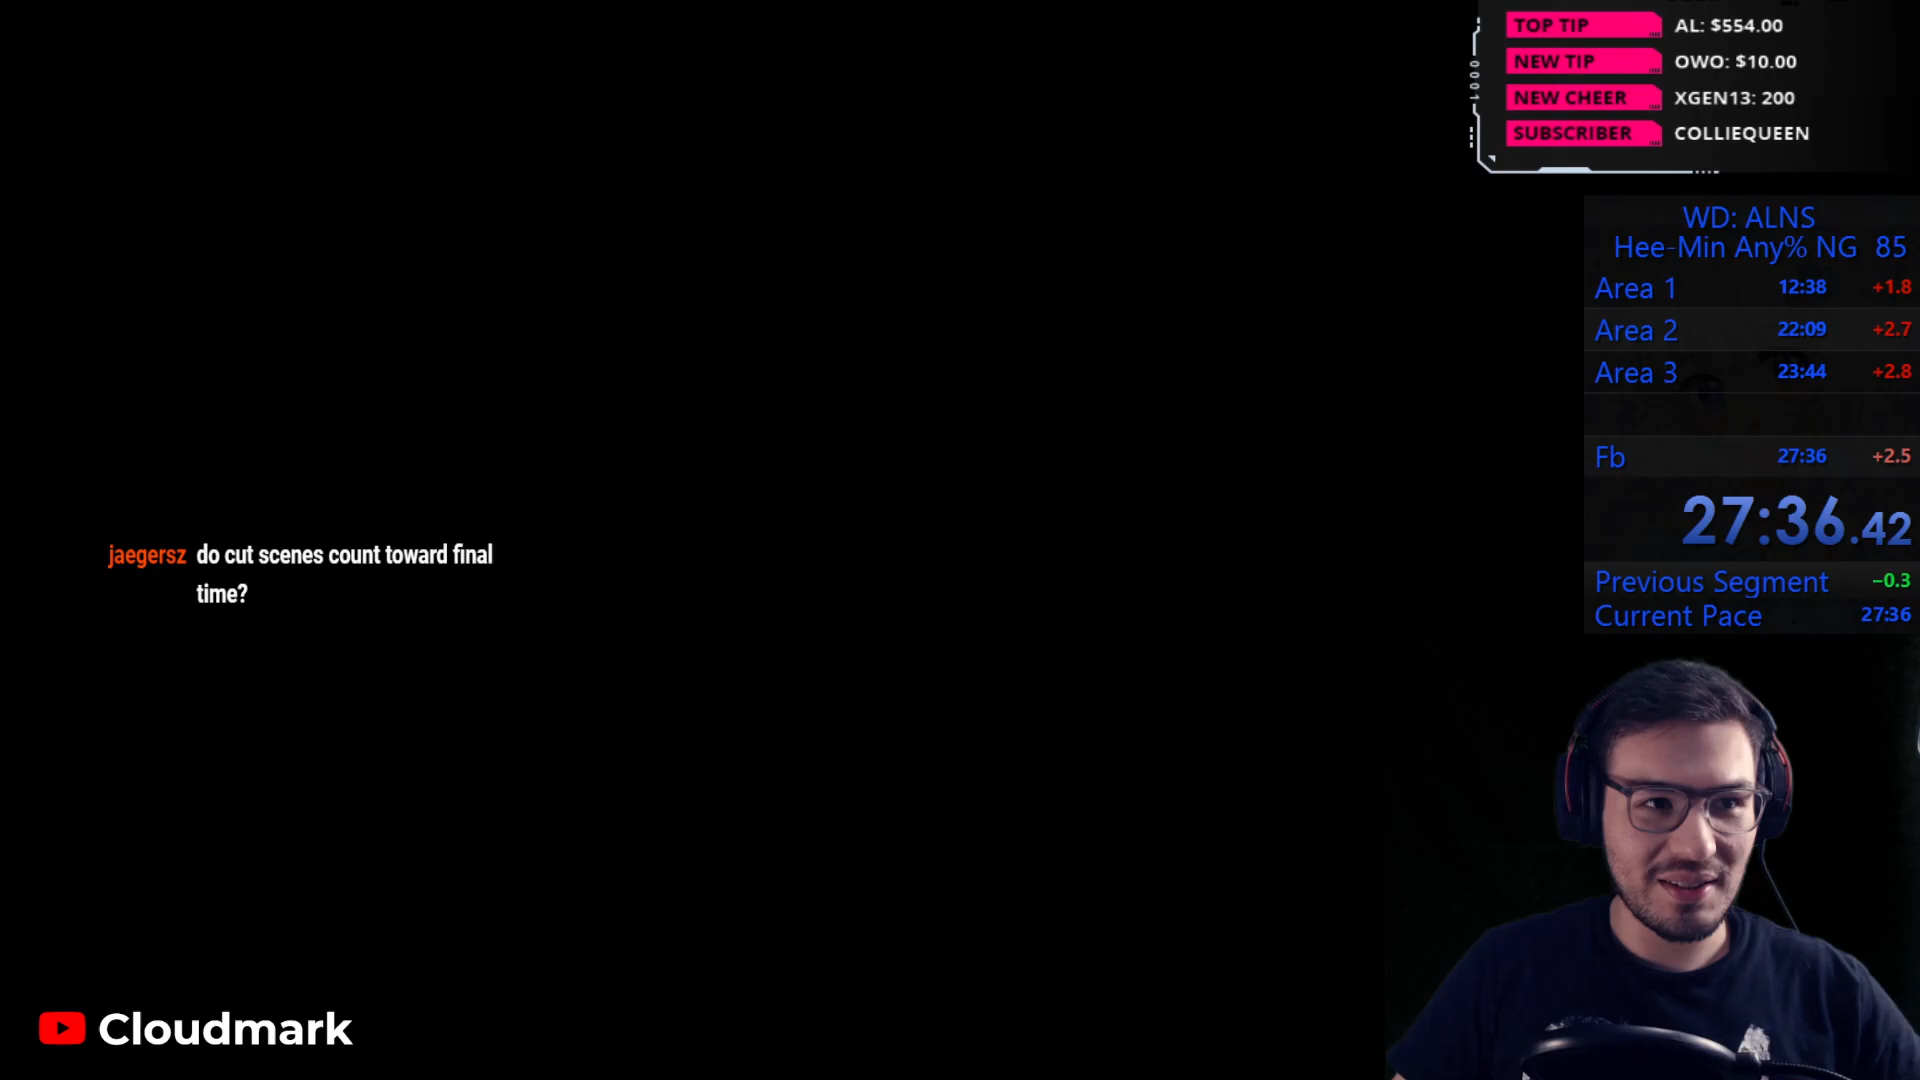 TOP TIP AL: $554.00
NEW TIP OWO: $10.00
NEW CHEER XGEN13: 200
SUBSCRIBER COLLIEQUEEN
0001
WD: ALNS
Hee-Min Any% NG 85
Area 1 12:38 +1.8
Area 2 22:09 +2.7
Area 3 23:44 +2.8
Fb 27:36 +2.5
27:36.42
Previous Segment −0.3
Current Pace 27:36
jaegersz do cut scenes count toward final
time?
Cloudmark